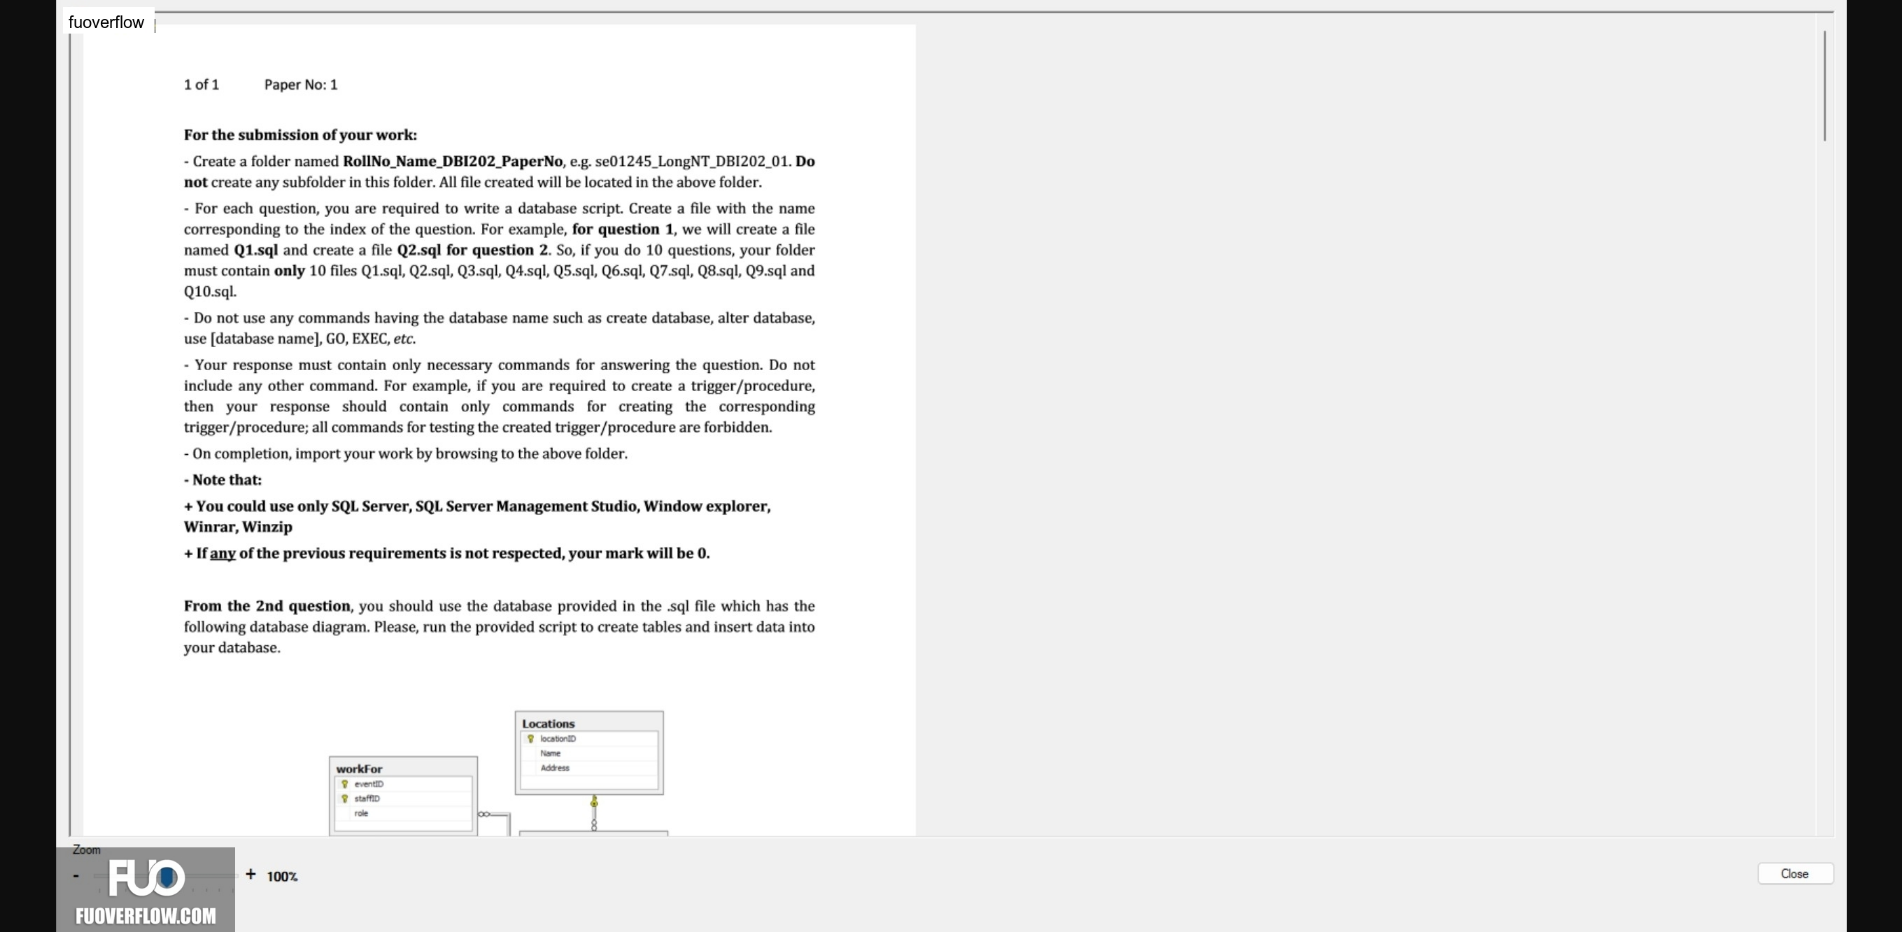 fuoverflow
1 of 1 Paper No: 1
For the submission of your work:
- Create a folder named RollNo_Name_DBI202_PaperNo, e.g. se01245_LongNT_DBI202_01. Do
not create any subfolder in this folder. All file created will be located in the above folder.
- For each question, you are required to write a database script. Create a file with the name
corresponding to the index of the question. For example, for question 1, we will create a file
named Q1.sql and create a file Q2.sql for question 2. So, if you do 10 questions, your folder
must contain only 10 files Q1.sql, Q2.sql, Q3.sql, Q4.sql, Q5.sql, Q6.sql, Q7.sql, Q8.sql, Q9.sql and
Q10.sql.
- Do not use any commands having the database name such as create database, alter database,
use [database name], GO, EXEC, etc.
- Your response must contain only necessary commands for answering the question. Do not
include any other command. For example, if you are required to create a trigger/procedure,
then your response should contain only commands for creating the corresponding
trigger/procedure; all commands for testing the created trigger/procedure are forbidden.
- On completion, import your work by browsing to the above folder.
- Note that:
+ You could use only SQL Server, SQL Server Management Studio, Window explorer,
Winrar, Winzip
+ If any of the previous requirements is not respected, your mark will be 0.
From the 2nd question, you should use the database provided in the .sql file which has the
following database diagram. Please, run the provided script to create tables and insert data into
your database.
Locations
locationID
Name
Address
workFor
eventID
staffID
role
Zoom
- + 100%
Close
FUO
FUOVERFLOW.COM